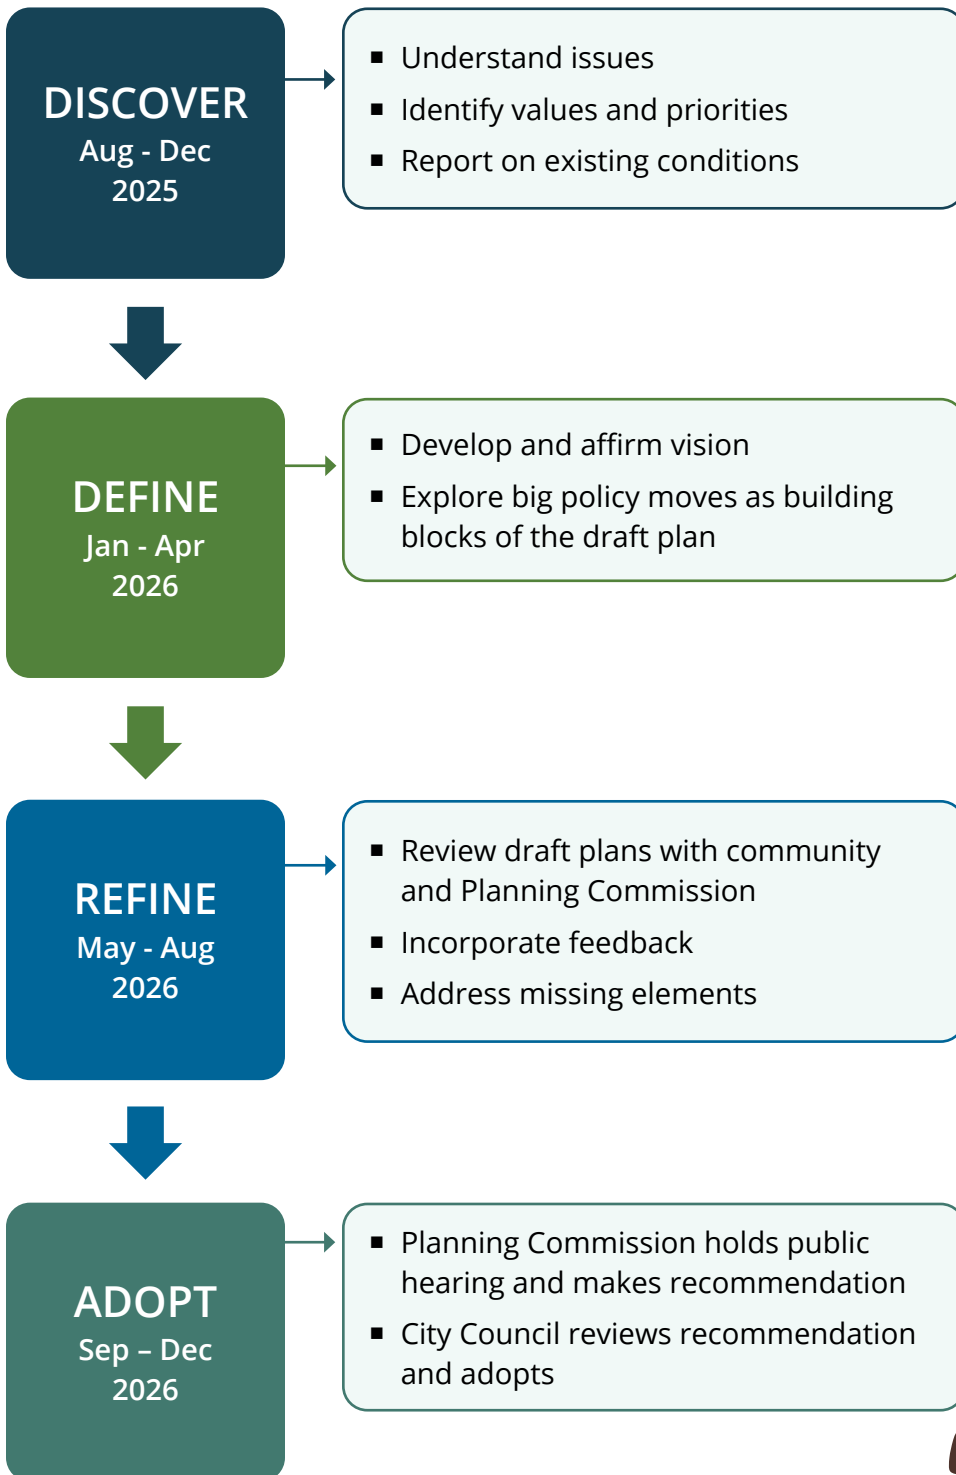 DISCOVER
Aug - Dec
2025
▪ Understand issues
▪ Identify values and priorities
▪ Report on existing conditions
DEFINE
Jan - Apr
2026
▪ Develop and affirm vision
▪ Explore big policy moves as building
blocks of the draft plan
REFINE
May - Aug
2026
▪ Review draft plans with community
and Planning Commission
▪ Incorporate feedback
▪ Address missing elements
ADOPT
Sep – Dec
2026
▪ Planning Commission holds public
hearing and makes recommendation
▪ City Council reviews recommendation
and adopts